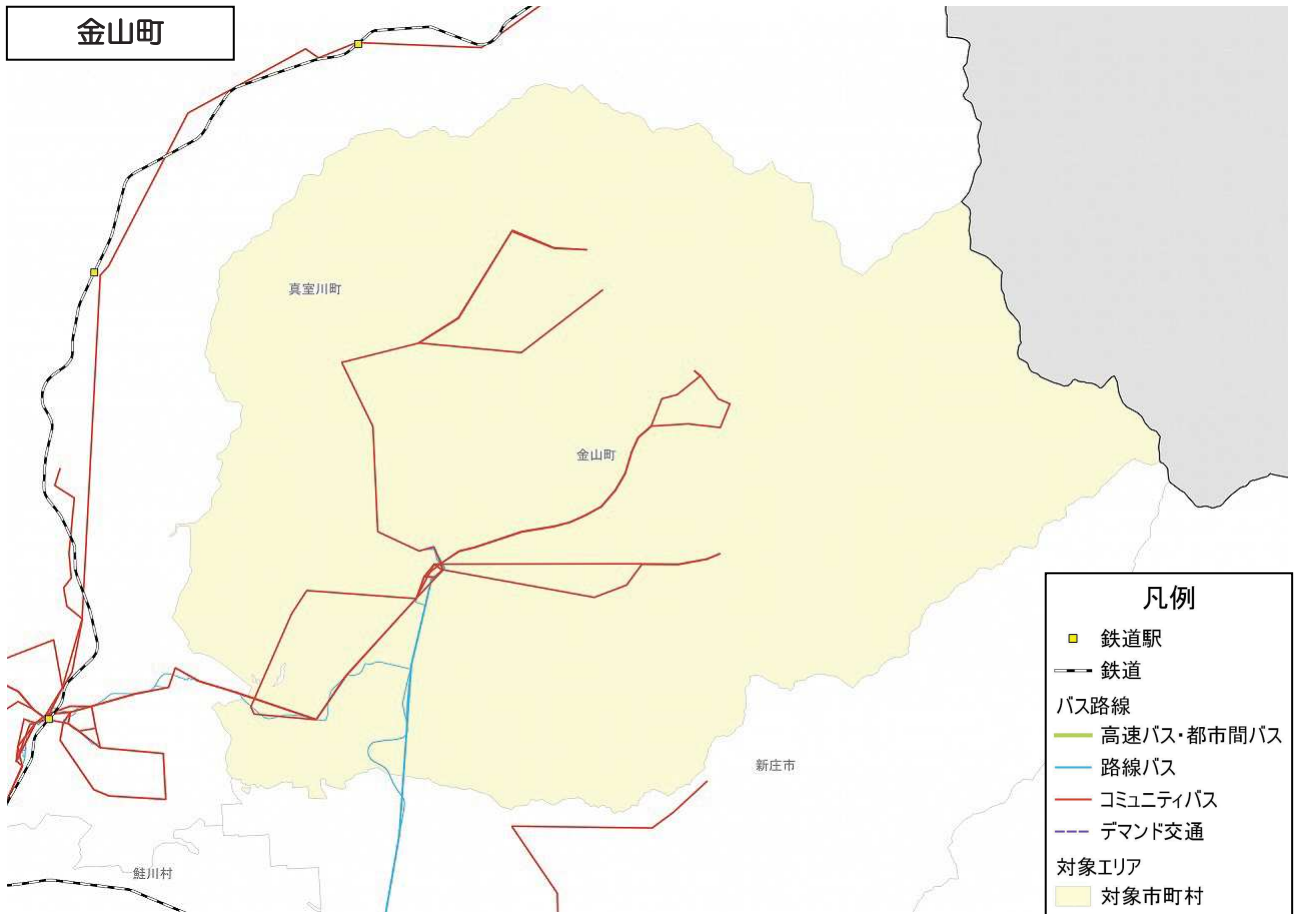 金山町
真室川町
金山町
新庄市
鮭川村
凡例
鉄道駅
鉄道
バス路線
高速バス・都市間バス
路線バス
コミュニティバス
デマンド交通
対象エリア
対象市町村